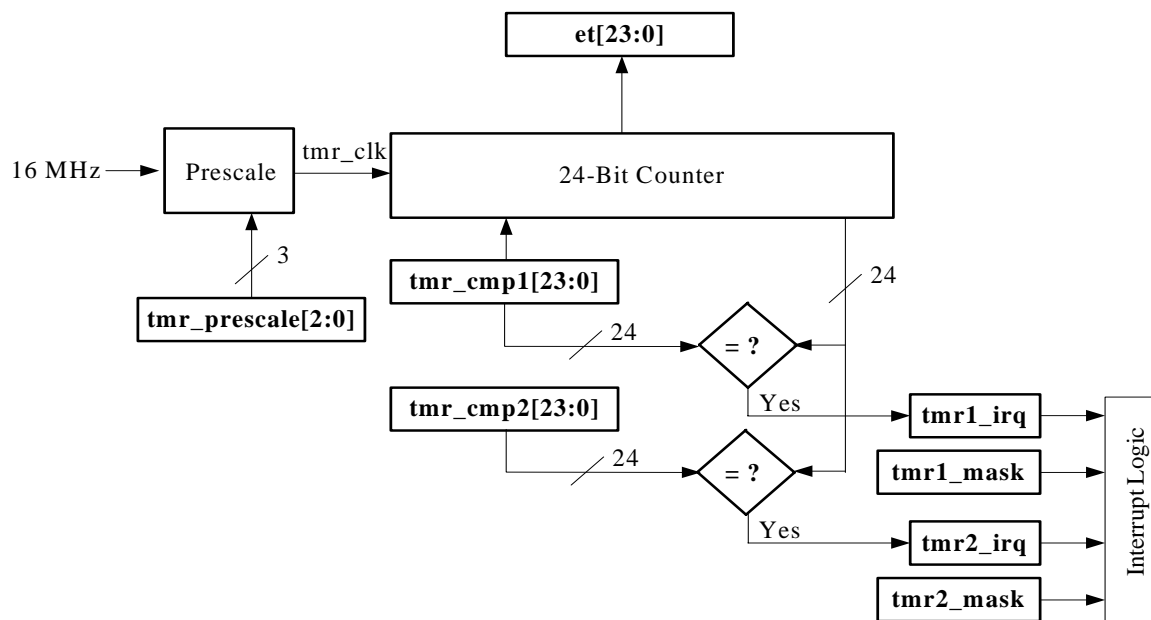 et[23:0]
tmr_clk
16 MHz
Prescale
24-Bit Counter
3
tmr_cmp1[23:0]
24
tmr_prescale[2:0]
24
= ?
tmr_cmp2[23:0]
Yes
tmr1_irq
24
= ?
tmr1_mask
Yes
tmr2_irq
tmr2_mask
Interrupt Logic